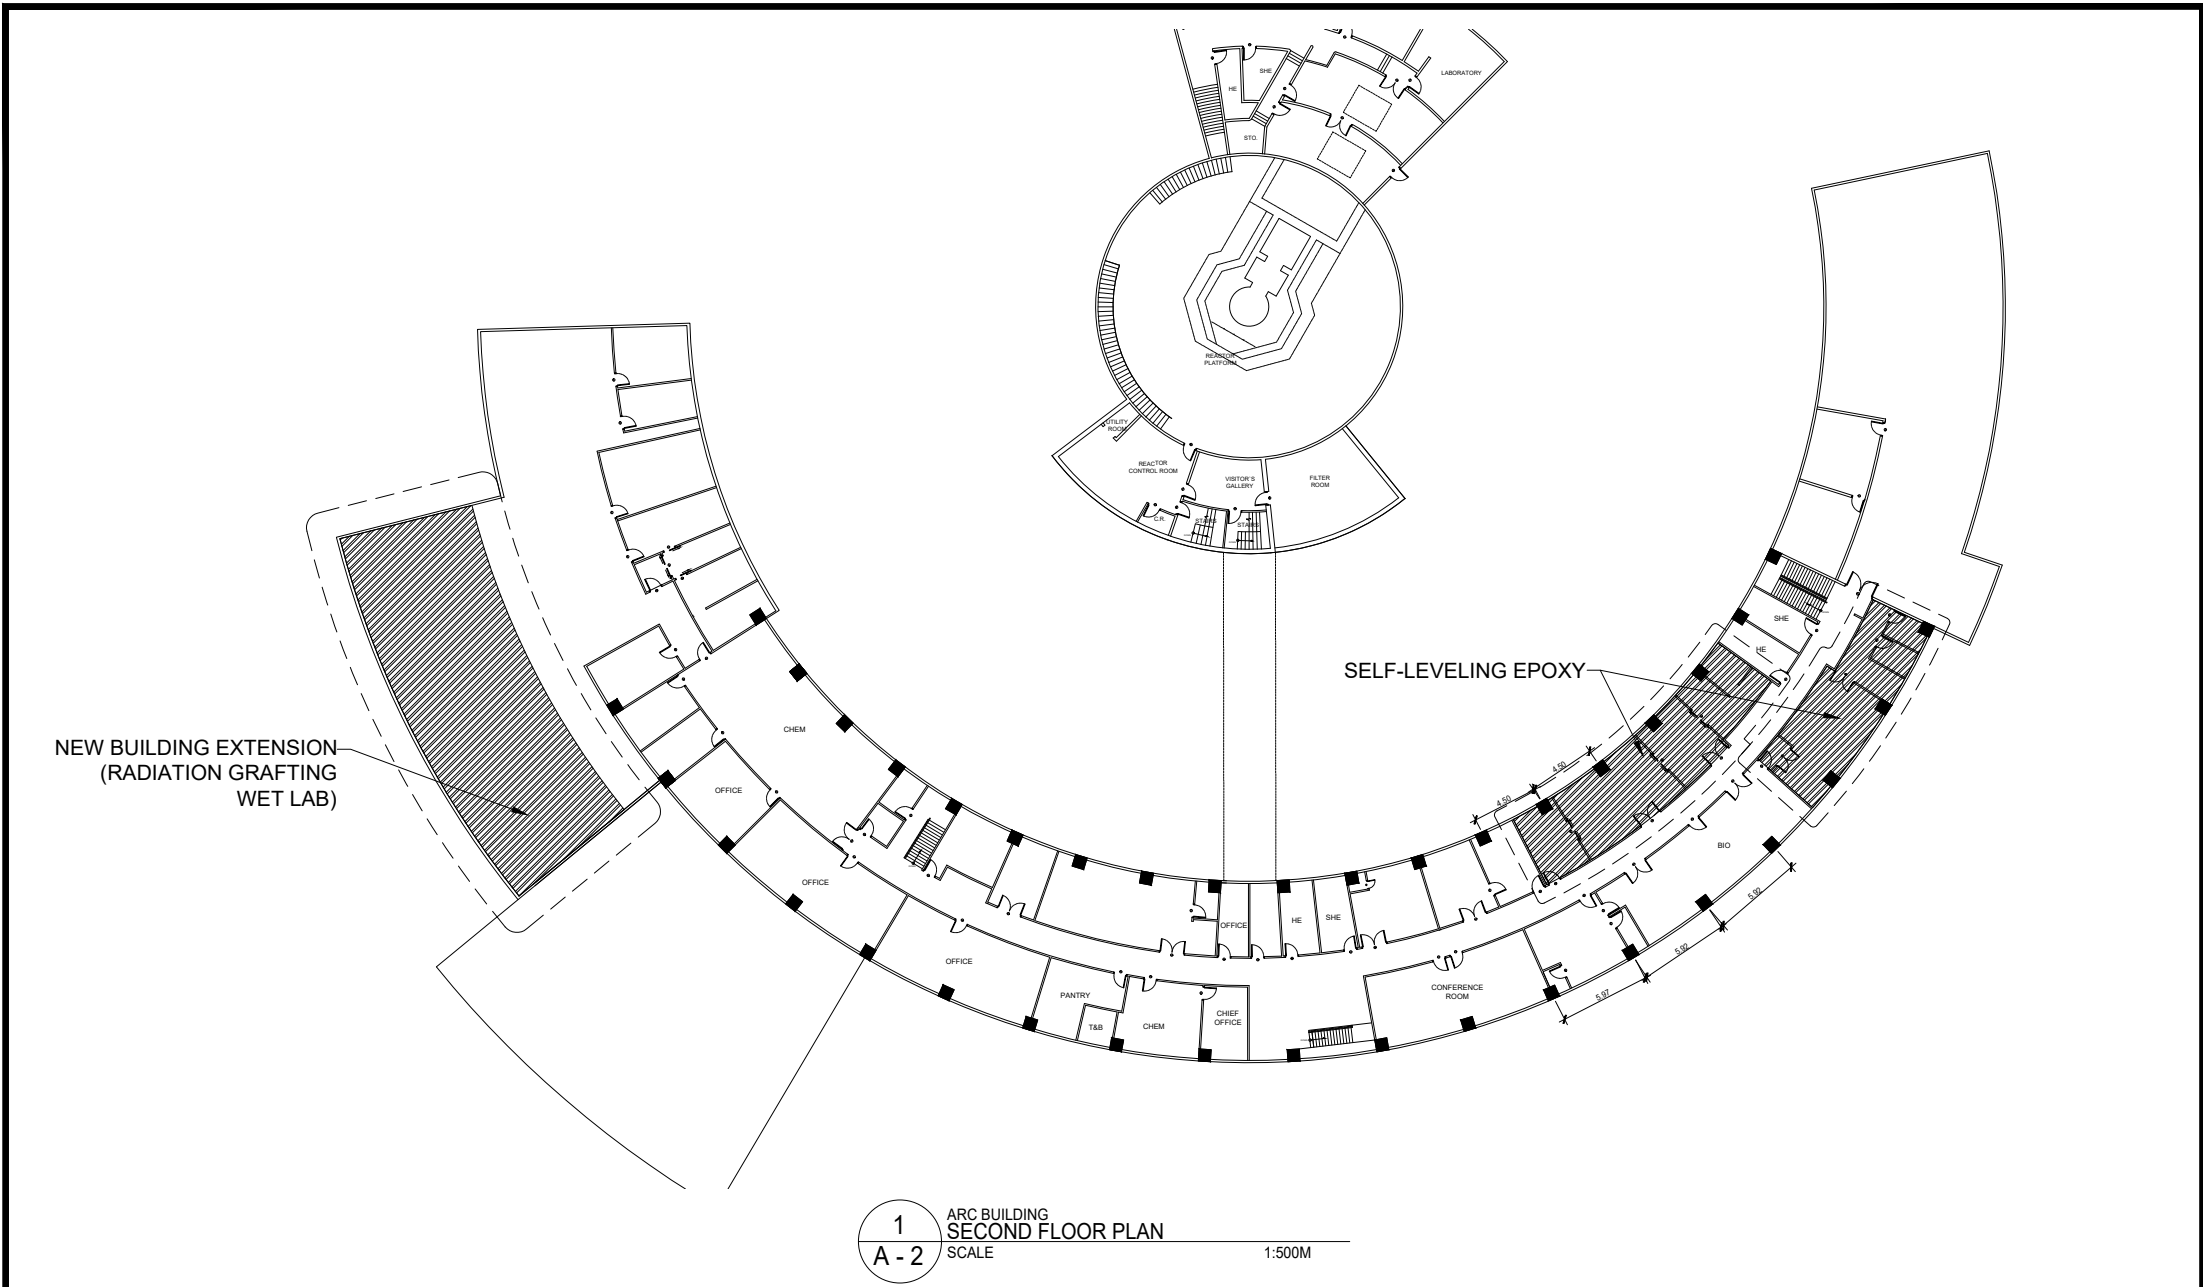 LABORATORY
SHE
HE
STO.
REACTOR
PLATFORM
UTILITY
ROOM
REACTOR
CONTROL ROOM
VISITOR'S
GALLERY
FILTER
ROOM
C.R.
STAIRS
STAIRS
SHE
HE
SELF-LEVELING EPOXY
NEW BUILDING EXTENSION
(RADIATION GRAFTING
WET LAB)
CHEM
OFFICE
4.50
4.50
BIO
OFFICE
5.92
5.92
5.97
OFFICE
HE
SHE
OFFICE
PANTRY
T&B
CHEM
CHIEF
OFFICE
CONFERENCE
ROOM
1
A - 2
ARC BUILDING
SECOND FLOOR PLAN
SCALE
1:500M